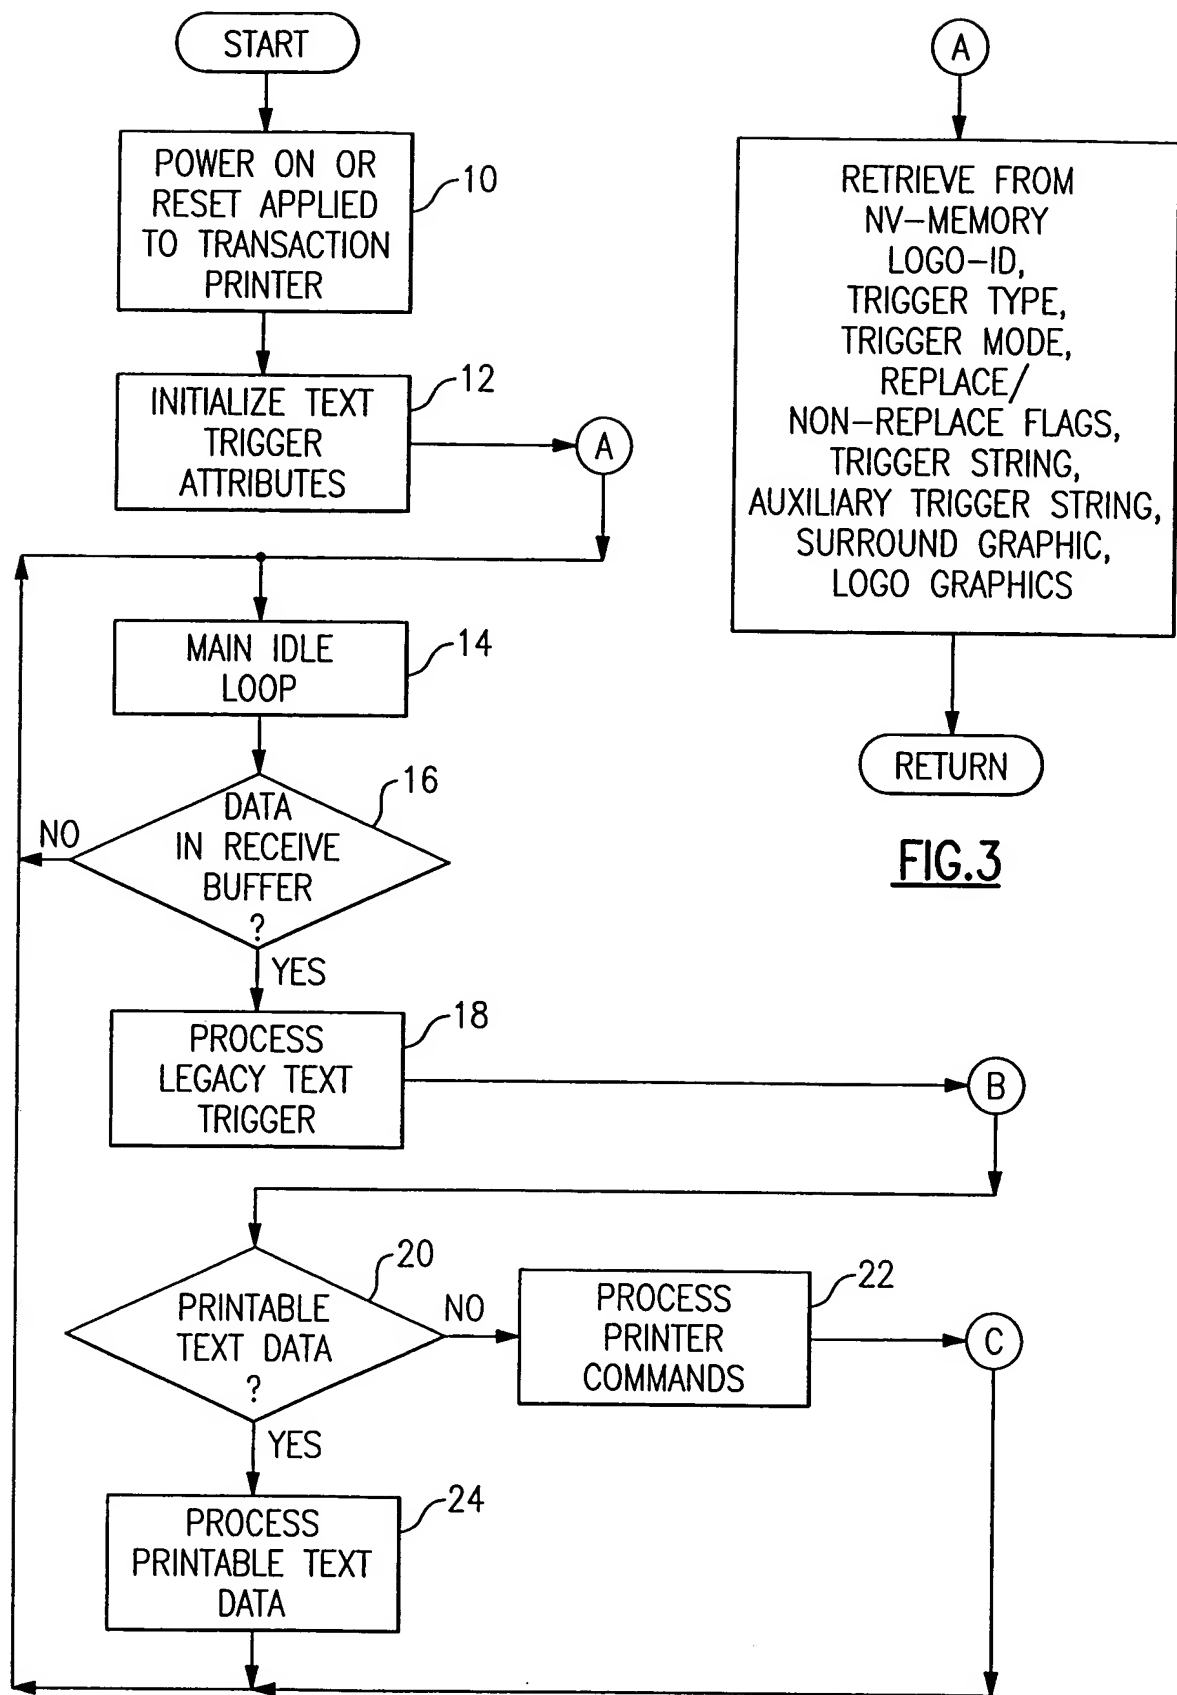 START
POWER ON OR
RESET APPLIED
TO TRANSACTION
PRINTER
10
INITIALIZE TEXT
TRIGGER
ATTRIBUTES
12
A
MAIN IDLE
LOOP
14
DATA
IN RECEIVE
BUFFER
?
16
NO
YES
PROCESS
LEGACY TEXT
TRIGGER
18
B
PRINTABLE
TEXT DATA
?
20
NO
PROCESS
PRINTER
COMMANDS
22
C
YES
PROCESS
PRINTABLE TEXT
DATA
24
A
RETRIEVE FROM
NV-MEMORY
LOGO-ID,
TRIGGER TYPE,
TRIGGER MODE,
REPLACE/
NON-REPLACE FLAGS,
TRIGGER STRING,
AUXILIARY TRIGGER STRING,
SURROUND GRAPHIC,
LOGO GRAPHICS
RETURN
FIG.3